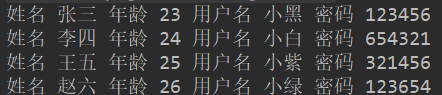 姓名 张三 年龄 23 用户名 小黑 密码 123456
姓名 李四 年龄 24 用户名 小白 密码 654321
姓名 王五 年龄 25 用户名 小紫 密码 321456
姓名 赵六 年龄 26 用户名 小绿 密码 123654